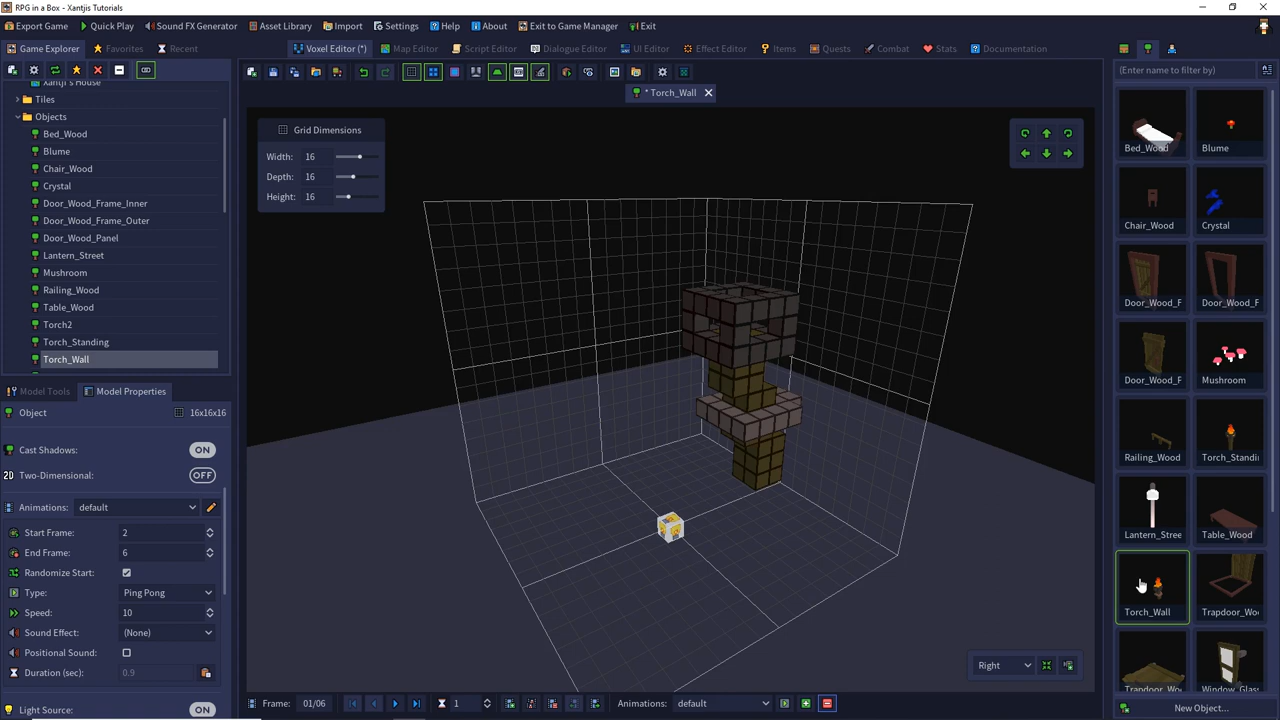 RPG in a Box - Xantjis Tutorials
Export Game Quick Play Sound FX Generator Asset Library Import Settings Help About Exit to Game Manager Exit
Game Explorer Favorites Recent Voxel Editor (*) Map Editor Script Editor Dialogue Editor UI Editor Effect Editor Items Quests Combat Stats Documentation
(Enter name to filter by)
Xantji's House
* Torch_Wall
Tiles
Objects
Bed_Wood
Blume
Chair_Wood
Crystal
Door_Wood_Frame_Inner
Door_Wood_Frame_Outer
Door_Wood_Panel
Lantern_Street
Mushroom
Railing_Wood
Table_Wood
Torch2
Torch_Standing
Torch_Wall
Grid Dimensions
Width: 16
Depth: 16
Height: 16
Model Tools Model Properties
Object 16x16x16
Cast Shadows: ON
2D Two-Dimensional: OFF
Animations: default
Start Frame: 2
End Frame: 6
Randomize Start:
Type: Ping Pong
Speed: 10
Sound Effect: (None)
Positional Sound:
Duration (sec): 0.9
Light Source: ON
Right
Frame: 01/06 1 Animations: default
Bed_Wood Blume
Chair_Wood Crystal
Door_Wood_F Door_Wood_F
Door_Wood_F Mushroom
Railing_Wood Torch_Standi
Lantern_Stree Table_Wood
Torch_Wall Trapdoor_Wo
Trapdoor_Wo Window_Glass
New Object...